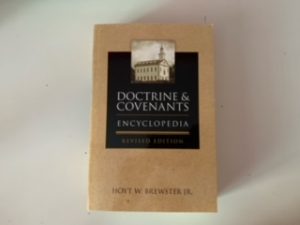 DOCTRINE &
COVENANTS
ENCYCLOPEDIA
REVISED EDITION
HOYT W. BREWSTER JR.